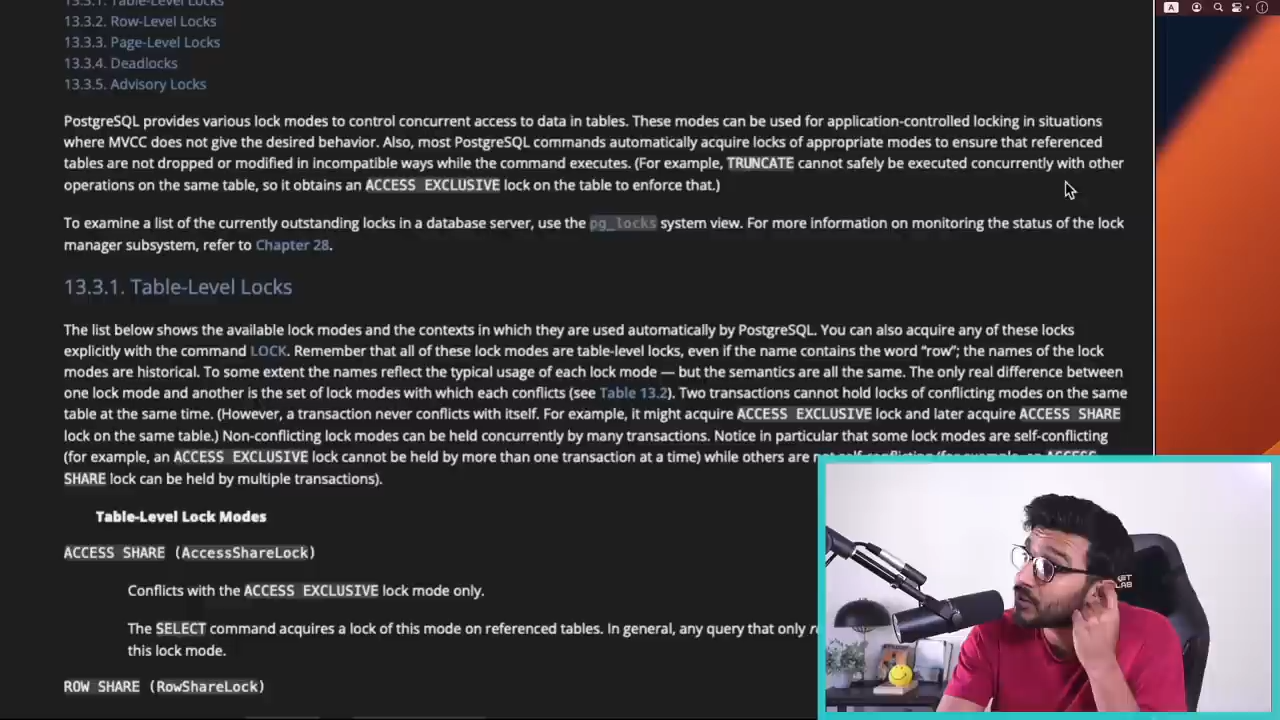 13.3.1. Table-Level Locks
13.3.2. Row-Level Locks
13.3.3. Page-Level Locks
13.3.4. Deadlocks
13.3.5. Advisory Locks
PostgreSQL provides various lock modes to control concurrent access to data in tables. These modes can be used for application-controlled locking in situations
where MVCC does not give the desired behavior. Also, most PostgreSQL commands automatically acquire locks of appropriate modes to ensure that referenced
tables are not dropped or modified in incompatible ways while the command executes. (For example, TRUNCATE cannot safely be executed concurrently with other
operations on the same table, so it obtains an ACCESS EXCLUSIVE lock on the table to enforce that.)
To examine a list of the currently outstanding locks in a database server, use the pg_locks system view. For more information on monitoring the status of the lock
manager subsystem, refer to Chapter 28.
13.3.1. Table-Level Locks
The list below shows the available lock modes and the contexts in which they are used automatically by PostgreSQL. You can also acquire any of these locks
explicitly with the command LOCK. Remember that all of these lock modes are table-level locks, even if the name contains the word “row”; the names of the lock
modes are historical. To some extent the names reflect the typical usage of each lock mode — but the semantics are all the same. The only real difference between
one lock mode and another is the set of lock modes with which each conflicts (see Table 13.2). Two transactions cannot hold locks of conflicting modes on the same
table at the same time. (However, a transaction never conflicts with itself. For example, it might acquire ACCESS EXCLUSIVE lock and later acquire ACCESS SHARE
lock on the same table.) Non-conflicting lock modes can be held concurrently by many transactions. Notice in particular that some lock modes are self-conflicting
(for example, an ACCESS EXCLUSIVE lock cannot be held by more than one transaction at a time) while others are not self-conflicting (for example, an ACCESS
SHARE lock can be held by multiple transactions).
Table-Level Lock Modes
ACCESS SHARE (AccessShareLock)
Conflicts with the ACCESS EXCLUSIVE lock mode only.
The SELECT command acquires a lock of this mode on referenced tables. In general, any query that only
this lock mode.
ROW SHARE (RowShareLock)
A
LAB